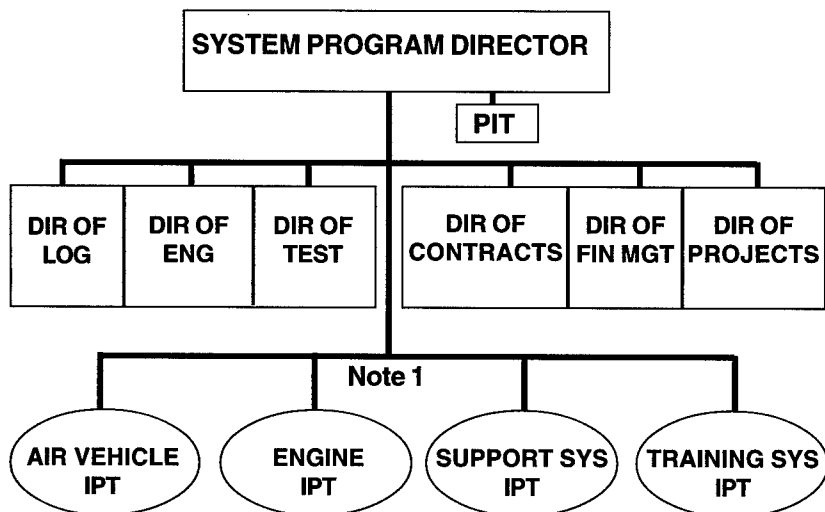 SYSTEM PROGRAM DIRECTOR
PIT
DIR OF
LOG
DIR OF
ENG
DIR OF
TEST
DIR OF
CONTRACTS
DIR OF
FIN MGT
DIR OF
PROJECTS
Note 1
AIR VEHICLE
IPT
ENGINE
IPT
SUPPORT SYS
IPT
TRAINING SYS
IPT